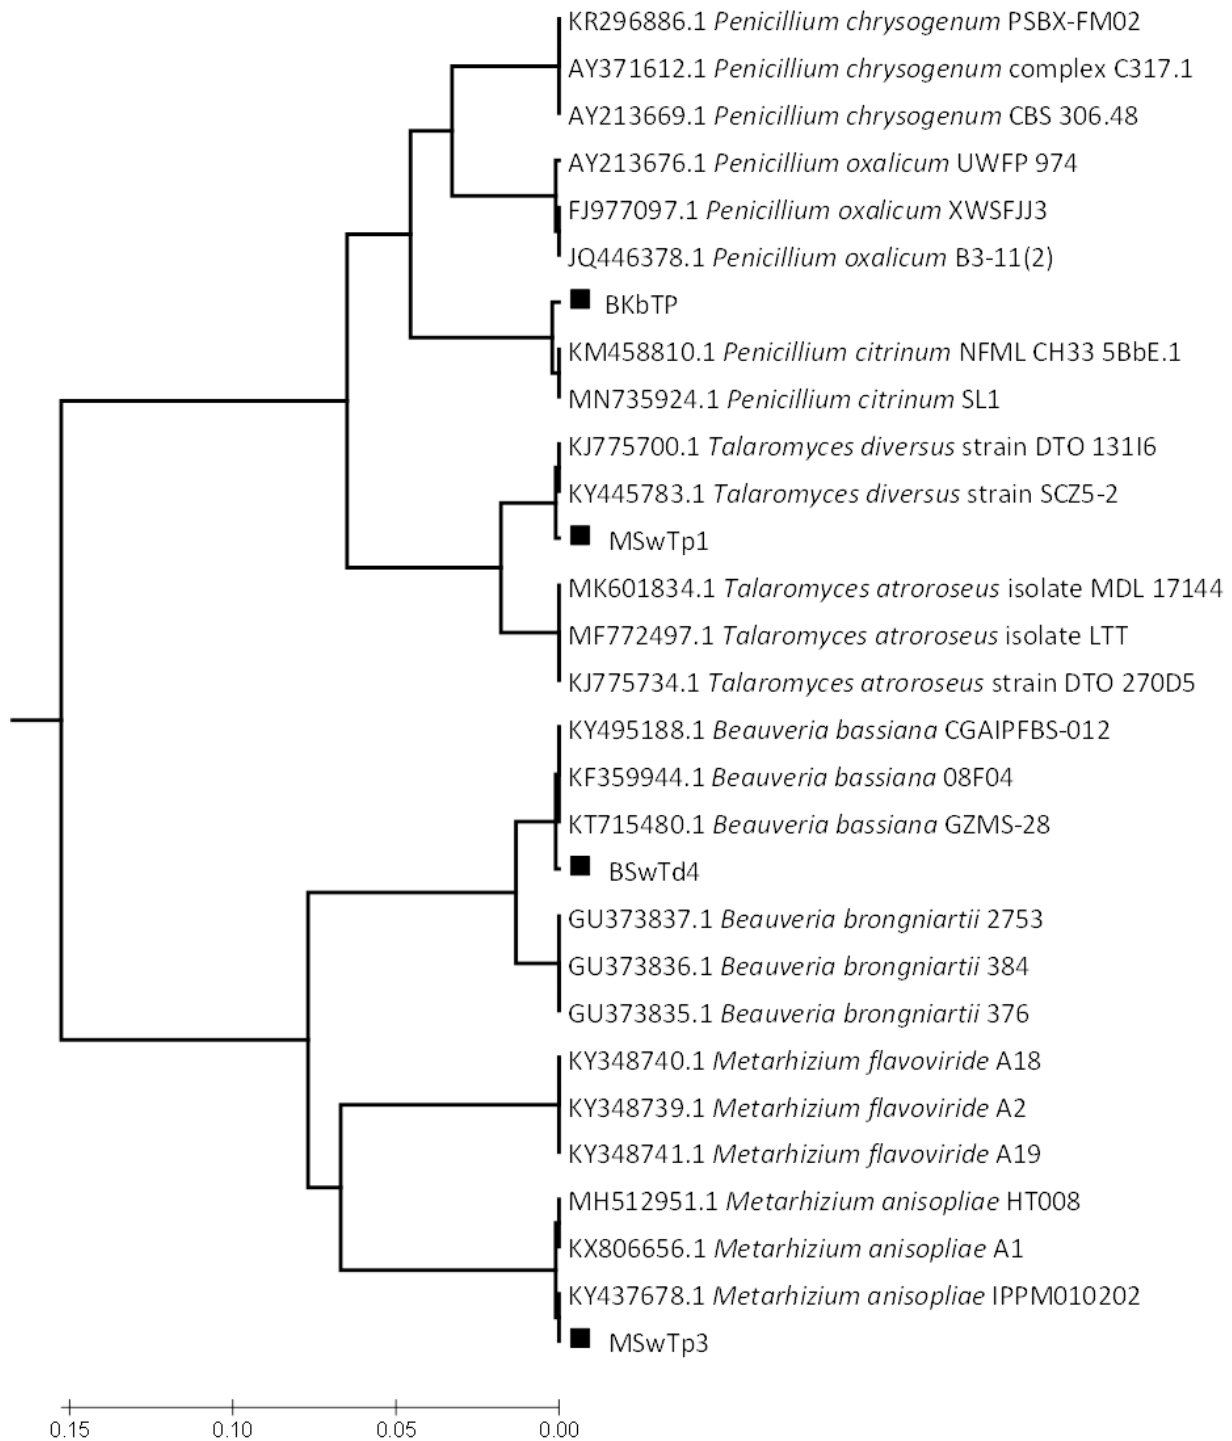 KR296886.1 Penicillium chrysogenum PSBX-FM02
AY371612.1 Penicillium chrysogenum complex C317.1
AY213669.1 Penicillium chrysogenum CBS 306.48
AY213676.1 Penicillium oxalicum UWFP 974
FJ977097.1 Penicillium oxalicum XWSFJJ3
JQ446378.1 Penicillium oxalicum B3-11(2)
BKbTP
KM458810.1 Penicillium citrinum NFML CH33 5BbE.1
MN735924.1 Penicillium citrinum SL1
KJ775700.1 Talaromyces diversus strain DTO 131I6
KY445783.1 Talaromyces diversus strain SCZ5-2
MSwTp1
MK601834.1 Talaromyces atroroseus isolate MDL 17144
MF772497.1 Talaromyces atroroseus isolate LTT
KJ775734.1 Talaromyces atroroseus strain DTO 270D5
KY495188.1 Beauveria bassiana CGAIPFBS-012
KF359944.1 Beauveria bassiana 08F04
KT715480.1 Beauveria bassiana GZMS-28
BSwTd4
GU373837.1 Beauveria brongniartii 2753
GU373836.1 Beauveria brongniartii 384
GU373835.1 Beauveria brongniartii 376
KY348740.1 Metarhizium flavoviride A18
KY348739.1 Metarhizium flavoviride A2
KY348741.1 Metarhizium flavoviride A19
MH512951.1 Metarhizium anisopliae HT008
KX806656.1 Metarhizium anisopliae A1
KY437678.1 Metarhizium anisopliae IPPM010202
MSwTp3
0.15 0.10 0.05 0.00